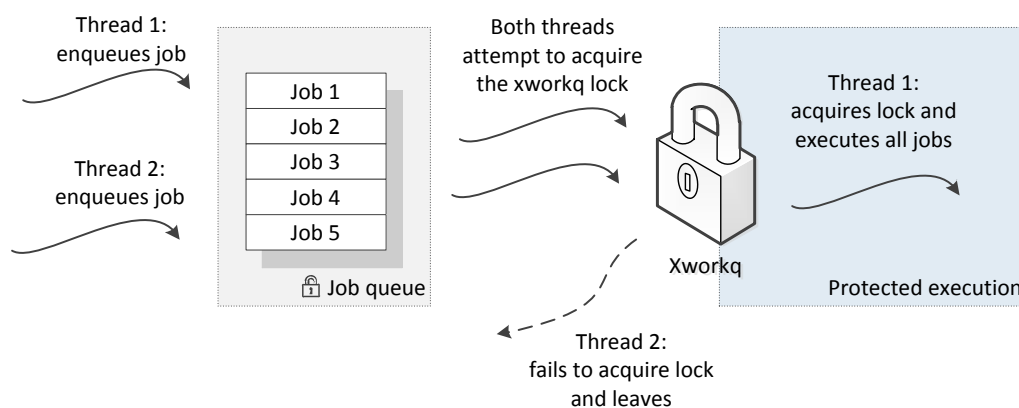 Thread 1:
enqueues job
Thread 2:
enqueues job
Job 1
Job 2
Job 3
Job 4
Job 5
Job queue
Both threads
attempt to acquire
the xworkq lock
Xworkq
Thread 2:
fails to acquire lock
and leaves
Thread 1:
acquires lock and
executes all jobs
Protected execution